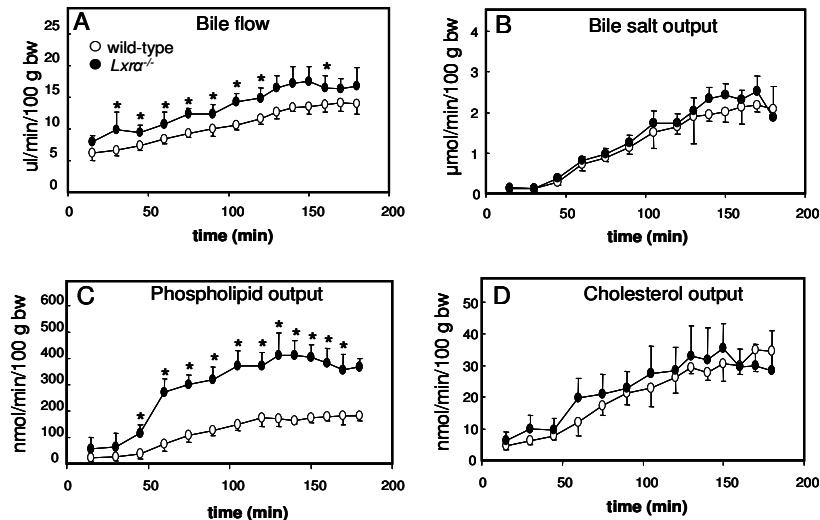 A
Bile flow
25
20
15
10
5
0
ul/min/100 g bw
wild-type
Lxrα-/-
* * * * * * * *
0 50 100 150 200
time (min)
B
Bile salt output
4
3
2
1
0
µmol/min/100 g bw
0 50 100 150 200
time (min)
C
Phospholipid output
600
500
400
300
200
100
0
nmol/min/100 g bw
* * * * * * * * * * *
0 50 100 150 200
time (min)
D
Cholesterol output
50
40
30
20
10
0
nmol/min/100 g bw
0 50 100 150 200
time (min)